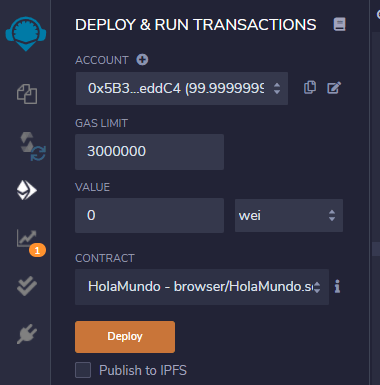 DEPLOY & RUN TRANSACTIONS
ACCOUNT
0x5B3...eddC4 (99.9999999
GAS LIMIT
3000000
VALUE
0
wei
CONTRACT
HolaMundo - browser/HolaMundo.so
Deploy
Publish to IPFS
1